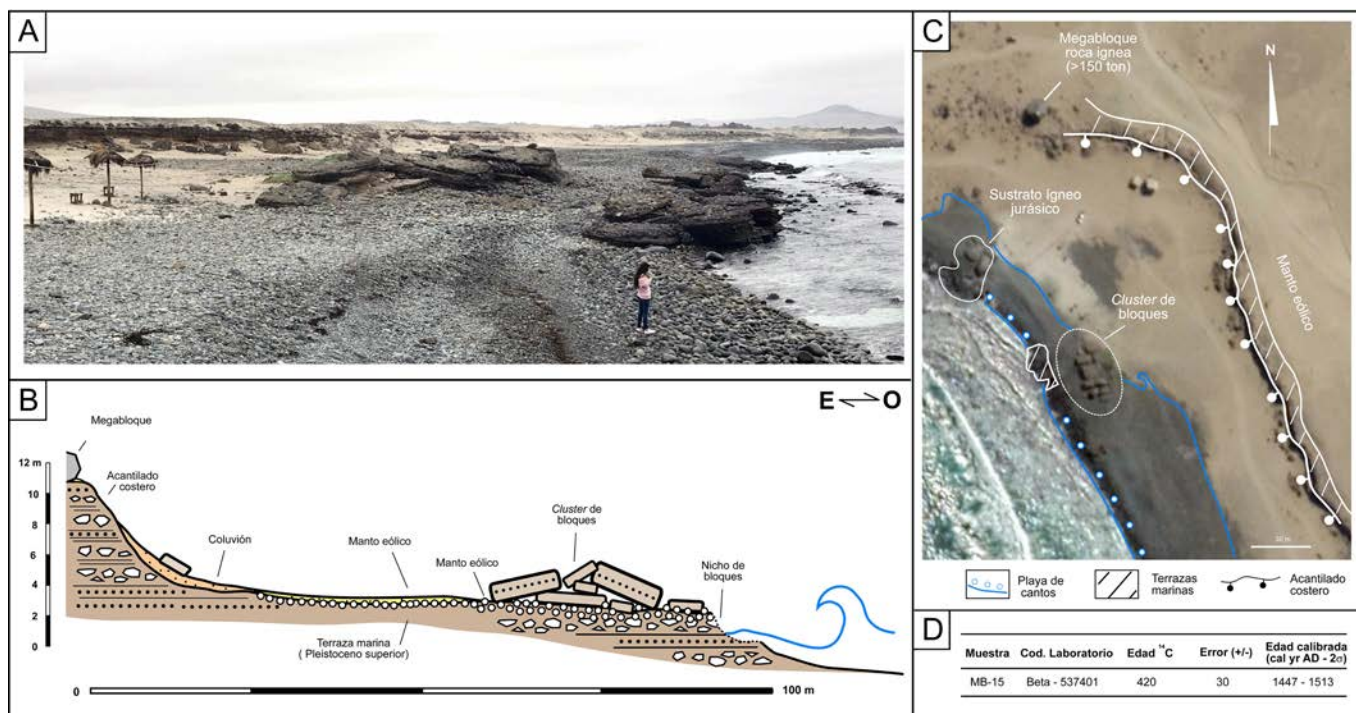 A
B
E O
Megabloque
12 m
10
8
6
4
2
0
Acantilado
costero
Coluvión
Manto eólico
Manto eólico
Cluster de
bloques
Nicho de
bloques
Terraza marina
( Pleistoceno superior)
0
100 m
C
Megabloque
roca ignea
(>150 ton)
N
Sustrato ígneo
jurásico
Cluster de
bloques
Manto eólico
Playa de
cantos
Terrazas
marinas
Acantilado
costero
D
Muestra Cod. Laboratorio Edad ¹⁴C Error (+/-) Edad calibrada
(cal yr AD - 2σ)
MB-15 Beta - 537401 420 30 1447 - 1513